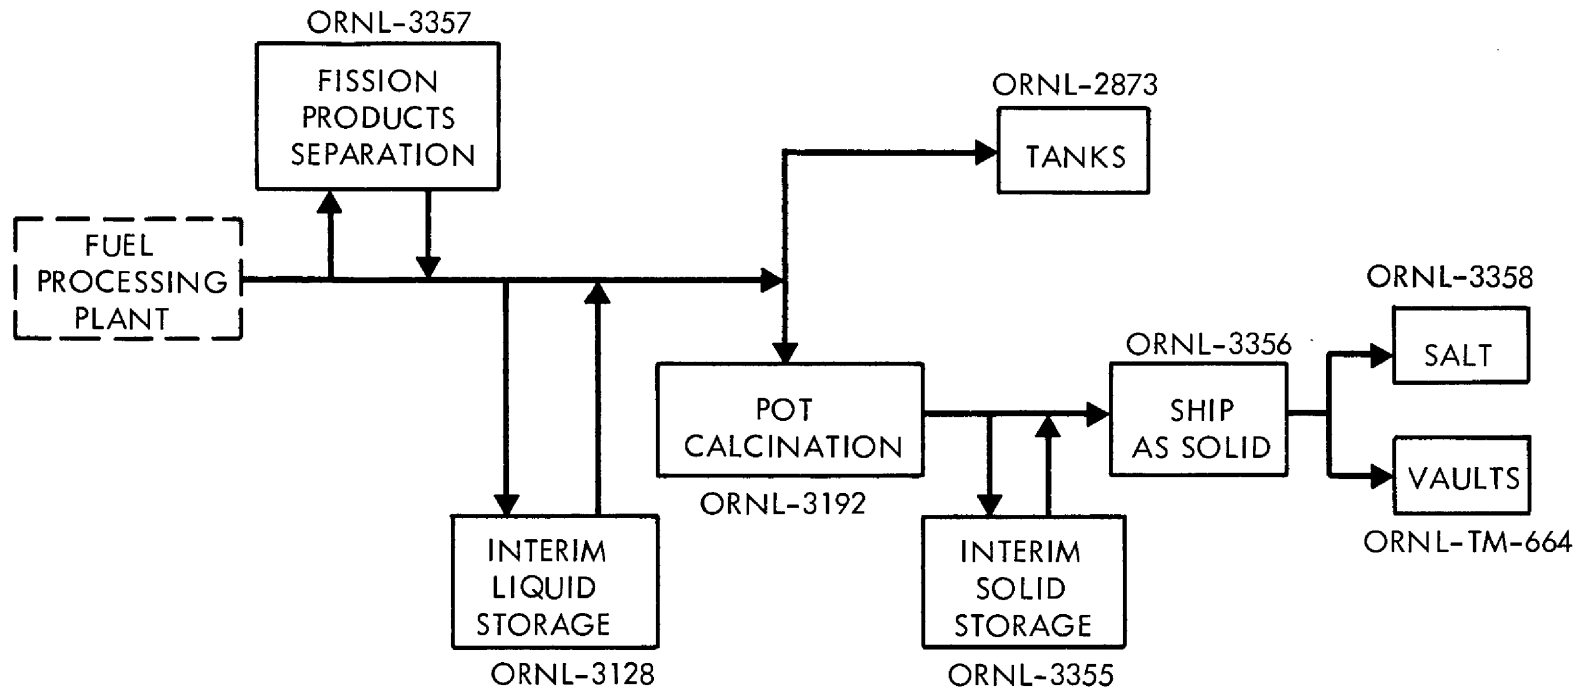 ORNL-3357
FISSION
PRODUCTS
SEPARATION
ORNL-2873
TANKS
FUEL
PROCESSING
PLANT
ORNL-3358
SALT
ORNL-3356
SHIP
AS SOLID
POT
CALCINATION
ORNL-3192
VAULTS
ORNL-TM-664
INTERIM
LIQUID
STORAGE
ORNL-3128
INTERIM
SOLID
STORAGE
ORNL-3355